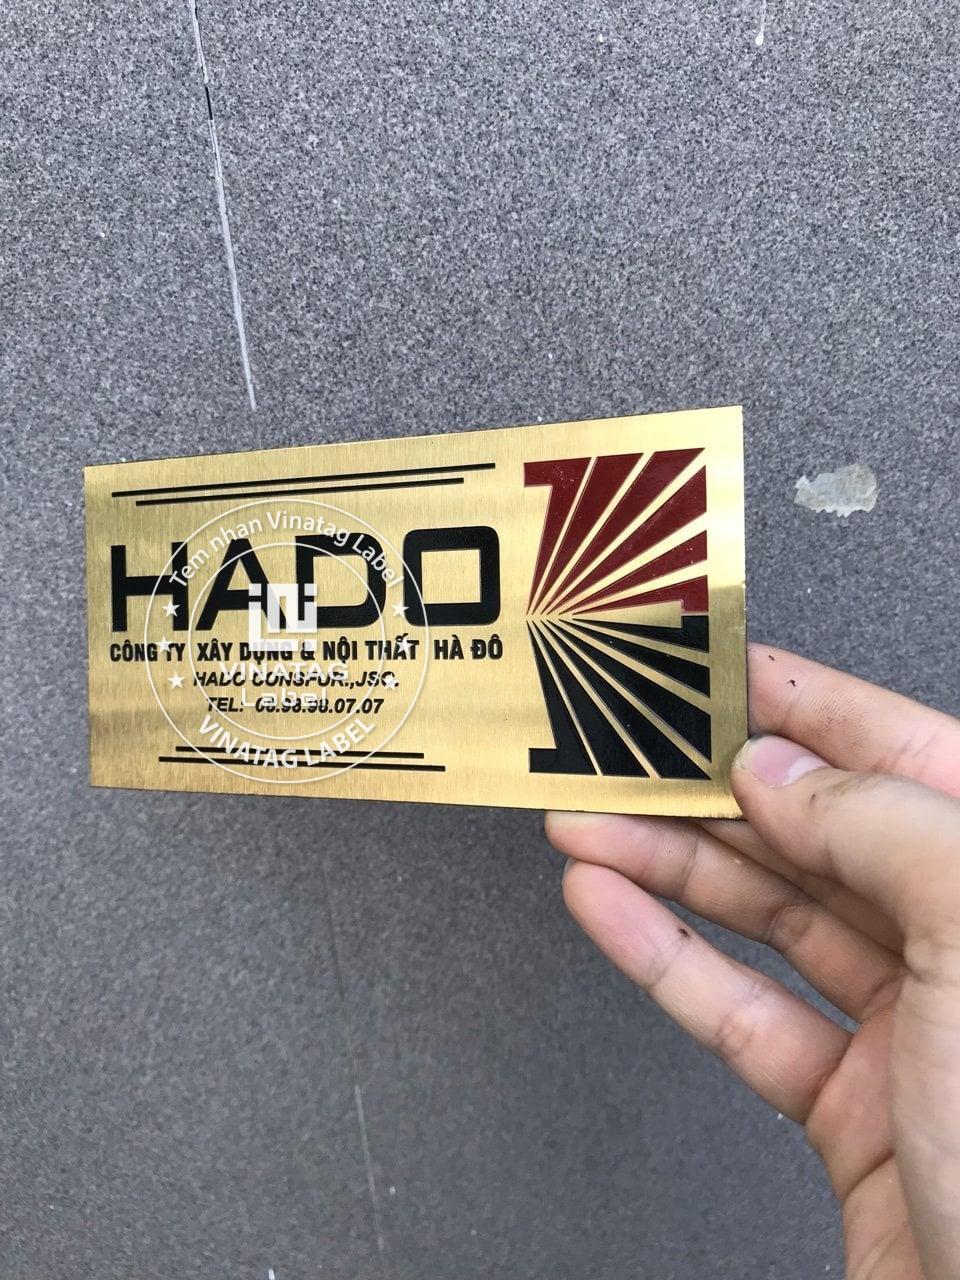 HADO
CÔNG TY XÂY DỰNG & NỘI THẤT HÀ ĐÔ
HADO CONSFUR.,JSC.
TEL: 09.98.98.07.07
Tem nhan Vinatag Label
VINATAG
Label
VINATAG LABEL